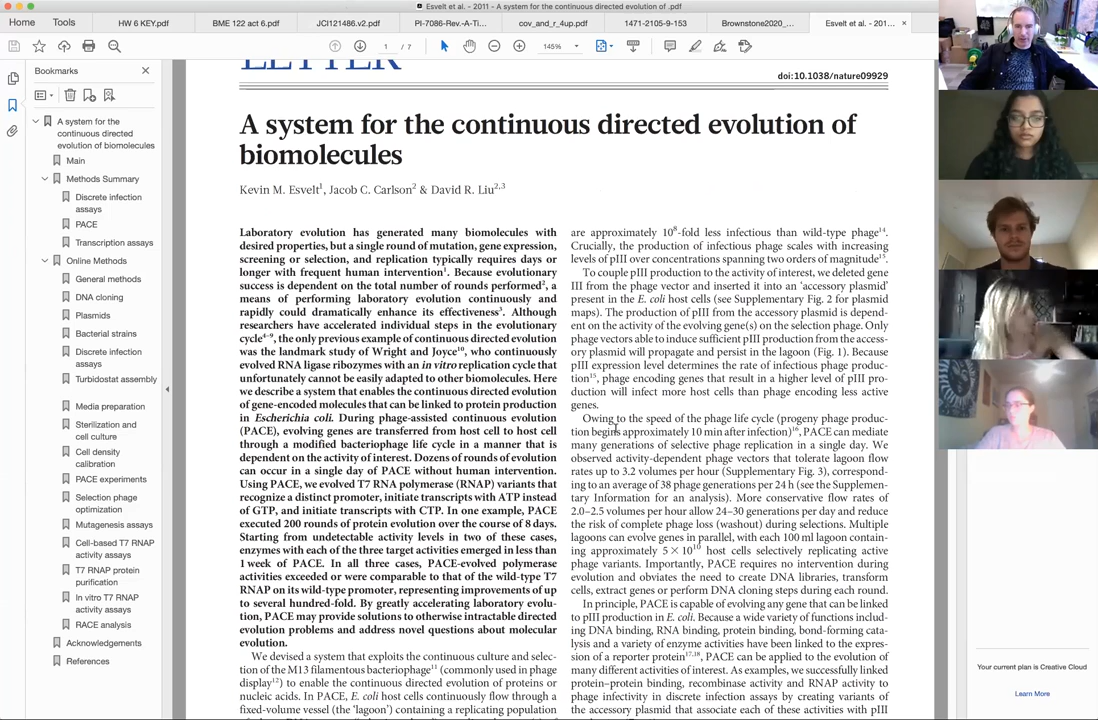 Esvelt et al. - 2011 - A system for the continuous directed evolution of .pdf
Home
Tools
HW 6 KEY.pdf
BME 122 act 6.pdf
JCI121486.v2.pdf
PI-7086-Rev.-A-Ti...
cov_and_r_4up.pdf
1471-2105-9-153
Brownstone2020_...
Esvelt et al. - 201...
×
1 / 7
145%
Bookmarks
A system for the
continuous directed
evolution of biomolecules
Main
Methods Summary
Discrete infection
assays
PACE
Transcription assays
Online Methods
General methods
DNA cloning
Plasmids
Bacterial strains
Discrete infection
assays
Turbidostat assembly
Media preparation
Sterilization and
cell culture
Cell density
calibration
PACE experiments
Selection phage
optimization
Mutagenesis assays
Cell-based T7 RNAP
activity assays
T7 RNAP protein
purification
In vitro T7 RNAP
activity assays
RACE analysis
Acknowledgements
References
LETTER
doi:10.1038/nature09929
A system for the continuous directed evolution of
biomolecules
Kevin M. Esvelt1, Jacob C. Carlson2 & David R. Liu2,3
Laboratory evolution has generated many biomolecules with
desired properties, but a single round of mutation, gene expression,
screening or selection, and replication typically requires days or
longer with frequent human intervention1. Because evolutionary
success is dependent on the total number of rounds performed2, a
means of performing laboratory evolution continuously and
rapidly could dramatically enhance its effectiveness3. Although
researchers have accelerated individual steps in the evolutionary
cycle4–9, the only previous example of continuous directed evolution
was the landmark study of Wright and Joyce10, who continuously
evolved RNA ligase ribozymes with an in vitro replication cycle that
unfortunately cannot be easily adapted to other biomolecules. Here
we describe a system that enables the continuous directed evolution
of gene-encoded molecules that can be linked to protein production
in Escherichia coli. During phage-assisted continuous evolution
(PACE), evolving genes are transferred from host cell to host cell
through a modified bacteriophage life cycle in a manner that is
dependent on the activity of interest. Dozens of rounds of evolution
can occur in a single day of PACE without human intervention.
Using PACE, we evolved T7 RNA polymerase (RNAP) variants that
recognize a distinct promoter, initiate transcripts with ATP instead
of GTP, and initiate transcripts with CTP. In one example, PACE
executed 200 rounds of protein evolution over the course of 8 days.
Starting from undetectable activity levels in two of these cases,
enzymes with each of the three target activities emerged in less than
1 week of PACE. In all three cases, PACE-evolved polymerase
activities exceeded or were comparable to that of the wild-type T7
RNAP on its wild-type promoter, representing improvements of up
to several hundred-fold. By greatly accelerating laboratory evolu-
tion, PACE may provide solutions to otherwise intractable directed
evolution problems and address novel questions about molecular
evolution.
We devised a system that exploits the continuous culture and selec-
tion of the M13 filamentous bacteriophage11 (commonly used in phage
display12) to enable the continuous directed evolution of proteins or
nucleic acids. In PACE, E. coli host cells continuously flow through a
fixed-volume vessel (the 'lagoon') containing a replicating population
are approximately 10^8-fold less infectious than wild-type phage14.
Crucially, the production of infectious phage scales with increasing
levels of pIII over concentrations spanning two orders of magnitude15.
To couple pIII production to the activity of interest, we deleted gene
III from the phage vector and inserted it into an 'accessory plasmid'
present in the E. coli host cells (see Supplementary Fig. 2 for plasmid
maps). The production of pIII from the accessory plasmid is depend-
ent on the activity of the evolving gene(s) on the selection phage. Only
phage vectors able to induce sufficient pIII production from the access-
ory plasmid will propagate and persist in the lagoon (Fig. 1). Because
pIII expression level determines the rate of infectious phage produc-
tion15, phage encoding genes that result in a higher level of pIII pro-
duction will infect more host cells than phage encoding less active
genes.
Owing to the speed of the phage life cycle (progeny phage produc-
tion begins approximately 10 min after infection)16, PACE can mediate
many generations of selective phage replication in a single day. We
observed activity-dependent phage vectors that tolerate lagoon flow
rates up to 3.2 volumes per hour (Supplementary Fig. 3), correspond-
ing to an average of 38 phage generations per 24 h (see the Supplemen-
tary Information for an analysis). More conservative flow rates of
2.0–2.5 volumes per hour allow 24–30 generations per day and reduce
the risk of complete phage loss (washout) during selections. Multiple
lagoons can evolve genes in parallel, with each 100 ml lagoon contain-
ing approximately 5 × 10^10 host cells selectively replicating active
phage variants. Importantly, PACE requires no intervention during
evolution and obviates the need to create DNA libraries, transform
cells, extract genes or perform DNA cloning steps during each round.
In principle, PACE is capable of evolving any gene that can be linked
to pIII production in E. coli. Because a wide variety of functions includ-
ing DNA binding, RNA binding, protein binding, bond-forming cata-
lysis and a variety of enzyme activities have been linked to the expres-
sion of a reporter protein17,18, PACE can be applied to the evolution of
many different activities of interest. As examples, we successfully linked
protein–protein binding, recombinase activity and RNAP activity to
phage infectivity in discrete infection assays by creating variants of
the accessory plasmid that associate each of these activities with pIII
Your current plan is Creative Cloud
Learn More